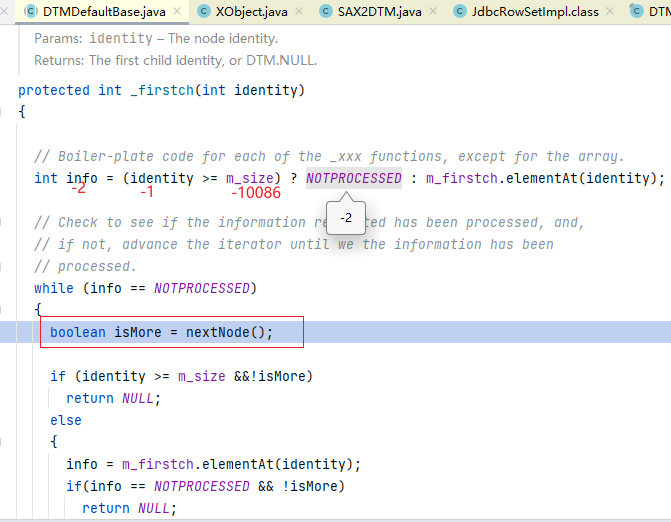 DTMDefaultBase.java × XObject.java × SAX2DTM.java × JdbcRowSetImpl.class × DTM
Params: identity – The node identity.
Returns: The first child identity, or DTM.NULL.
protected int _firstch(int identity)
{
// Boiler-plate code for each of the _xxx functions, except for the array.
int info = (identity >= m_size) ? NOTPROCESSED : m_firstch.elementAt(identity);
-2 -1 -10086
-2
// Check to see if the information re ted has been processed, and,
// if not, advance the iterator until we the information has been
// processed.
while (info == NOTPROCESSED)
{
boolean isMore = nextNode();
if (identity >= m_size &&!isMore)
return NULL;
else
{
info = m_firstch.elementAt(identity);
if(info == NOTPROCESSED && !isMore)
return NULL;